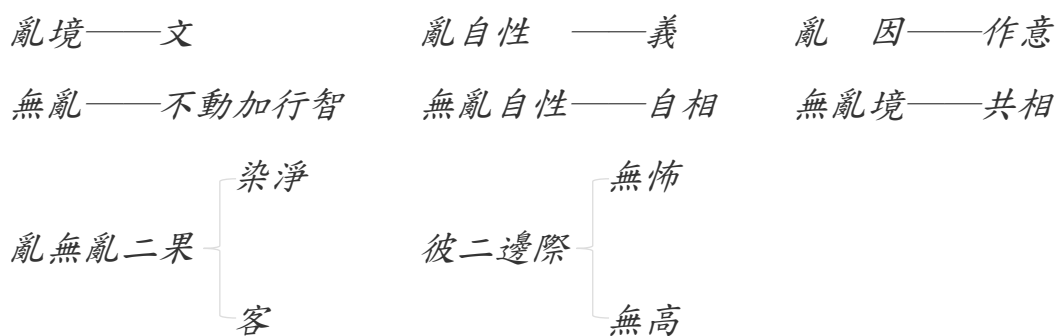 亂境——文 亂自性 ——義 亂 因——作意
無亂——不動加行智 無亂自性——自相 無亂境——共相
染淨 無怖
亂無亂二果 彼二邊際
客 無高